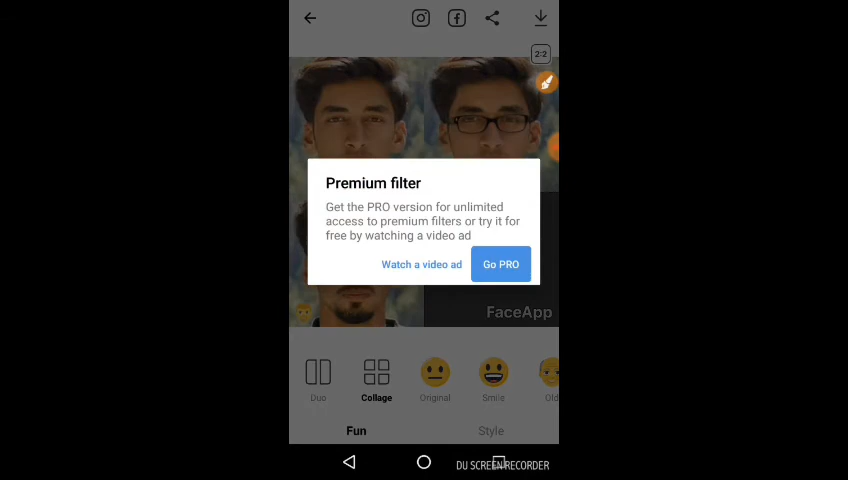 2:2
Premium filter
Get the PRO version for unlimited
access to premium filters or try it for
free by watching a video ad
Watch a video ad
Go PRO
FaceApp
Duo
Collage
Original
Smile
Old
Fun
Style
DU SCREEN RECORDER